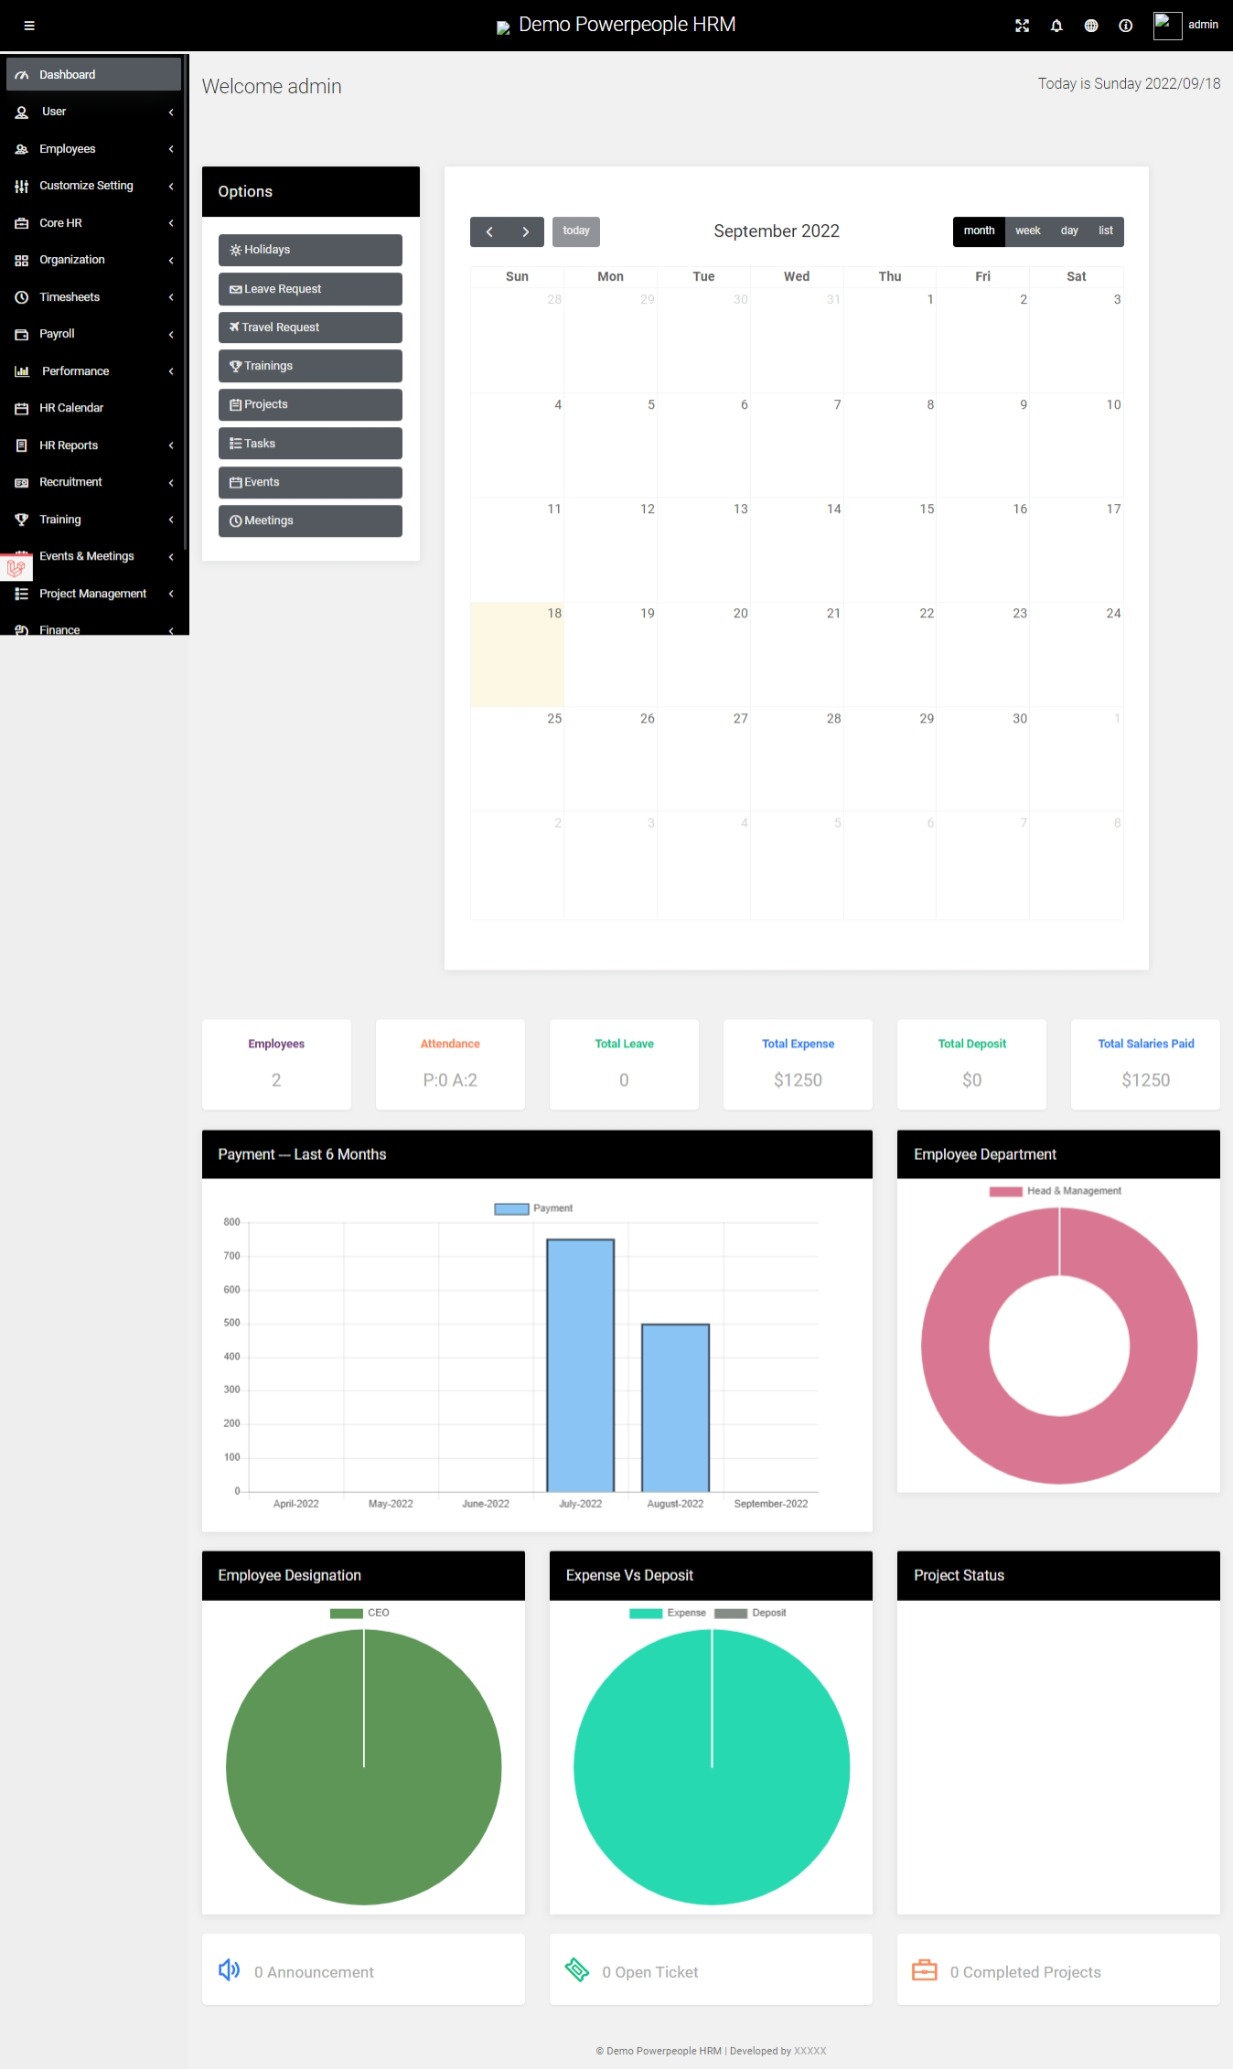 Demo Powerpeople HRM
admin
Dashboard
User
Employees
Customize Setting
Core HR
Organization
Timesheets
Payroll
Performance
HR Calendar
HR Reports
Recruitment
Training
Events & Meetings
Project Management
Finance
Welcome admin
Today is Sunday 2022/09/18
Options
Holidays
Leave Request
Travel Request
Trainings
Projects
Tasks
Events
Meetings
today
September 2022
month week day list
Sun Mon Tue Wed Thu Fri Sat
28 29 30 31 1 2 3
4 5 6 7 8 9 10
11 12 13 14 15 16 17
18 19 20 21 22 23 24
25 26 27 28 29 30 1
2 3 4 5 6 7 8
Employees
2
Attendance
P:0 A:2
Total Leave
0
Total Expense
$1250
Total Deposit
$0
Total Salaries Paid
$1250
Payment --- Last 6 Months
Payment
800
700
600
500
400
300
200
100
0
April-2022 May-2022 June-2022 July-2022 August-2022 September-2022
Employee Department
Head & Management
Employee Designation
CEO
Expense Vs Deposit
Expense Deposit
Project Status
0 Announcement
0 Open Ticket
0 Completed Projects
© Demo Powerpeople HRM | Developed by XXXXX